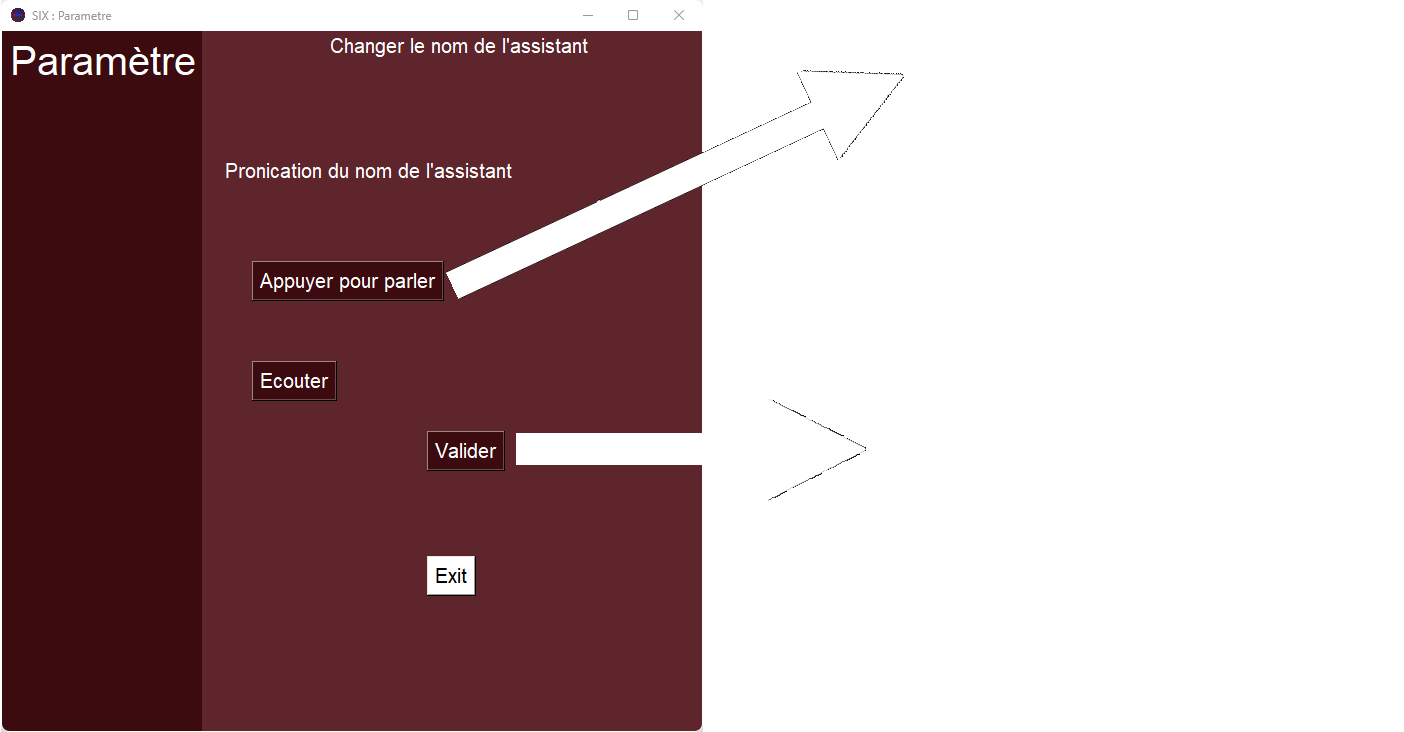 SIX : Parametre
Paramètre
Changer le nom de l'assistant
Pronication du nom de l'assistant
Appuyer pour parler
Ecouter
Valider
Exit